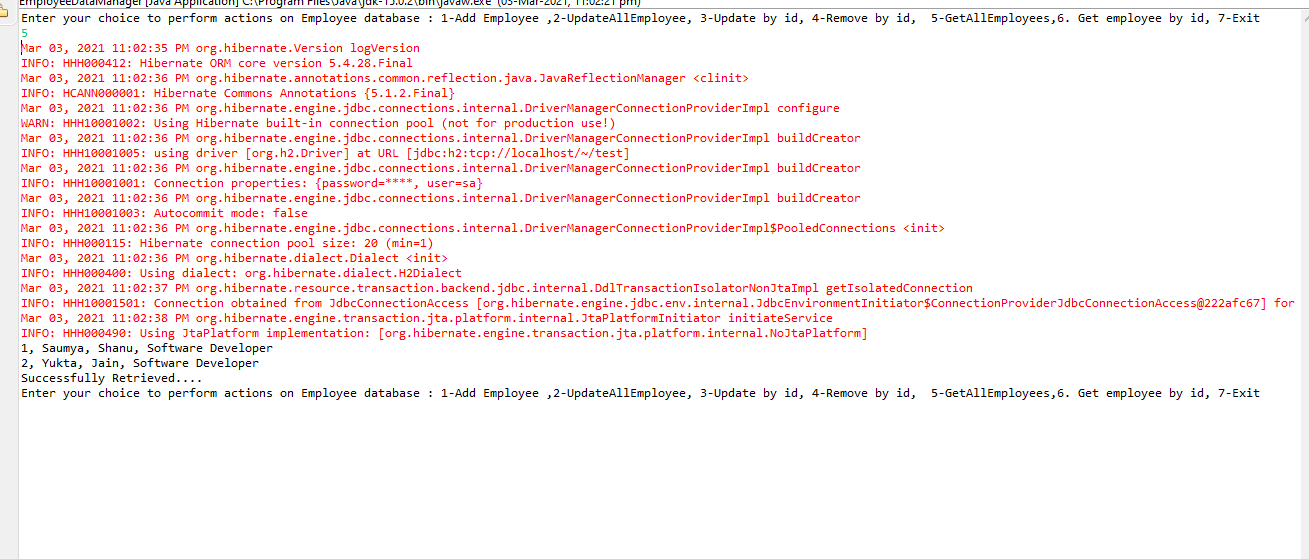 EmployeeDataManager [Java Application] C:\Program Files\Java\jdk-15.0.2\bin\javaw.exe (03-Mar-2021, 11:02:21 pm)
Enter your choice to perform actions on Employee database : 1-Add Employee ,2-UpdateAllEmployee, 3-Update by id, 4-Remove by id,  5-GetAllEmployees,6. Get employee by id, 7-Exit
5
Mar 03, 2021 11:02:35 PM org.hibernate.Version logVersion
INFO: HHH000412: Hibernate ORM core version 5.4.28.Final
Mar 03, 2021 11:02:36 PM org.hibernate.annotations.common.reflection.java.JavaReflectionManager <clinit>
INFO: HCANN000001: Hibernate Commons Annotations {5.1.2.Final}
Mar 03, 2021 11:02:36 PM org.hibernate.engine.jdbc.connections.internal.DriverManagerConnectionProviderImpl configure
WARN: HHH10001002: Using Hibernate built-in connection pool (not for production use!)
Mar 03, 2021 11:02:36 PM org.hibernate.engine.jdbc.connections.internal.DriverManagerConnectionProviderImpl buildCreator
INFO: HHH10001005: using driver [org.h2.Driver] at URL [jdbc:h2:tcp://localhost/~/test]
Mar 03, 2021 11:02:36 PM org.hibernate.engine.jdbc.connections.internal.DriverManagerConnectionProviderImpl buildCreator
INFO: HHH10001001: Connection properties: {password=****, user=sa}
Mar 03, 2021 11:02:36 PM org.hibernate.engine.jdbc.connections.internal.DriverManagerConnectionProviderImpl buildCreator
INFO: HHH10001003: Autocommit mode: false
Mar 03, 2021 11:02:36 PM org.hibernate.engine.jdbc.connections.internal.DriverManagerConnectionProviderImpl$PooledConnections <init>
INFO: HHH000115: Hibernate connection pool size: 20 (min=1)
Mar 03, 2021 11:02:36 PM org.hibernate.dialect.Dialect <init>
INFO: HHH000400: Using dialect: org.hibernate.dialect.H2Dialect
Mar 03, 2021 11:02:37 PM org.hibernate.resource.transaction.backend.jdbc.internal.DdlTransactionIsolatorNonJtaImpl getIsolatedConnection
INFO: HHH10001501: Connection obtained from JdbcConnectionAccess [org.hibernate.engine.jdbc.env.internal.JdbcEnvironmentInitiator$ConnectionProviderJdbcConnectionAccess@222afc67] for
Mar 03, 2021 11:02:38 PM org.hibernate.engine.transaction.jta.platform.internal.JtaPlatformInitiator initiateService
INFO: HHH000490: Using JtaPlatform implementation: [org.hibernate.engine.transaction.jta.platform.internal.NoJtaPlatform]
1, Saumya, Shanu, Software Developer
2, Yukta, Jain, Software Developer
Successfully Retrieved....
Enter your choice to perform actions on Employee database : 1-Add Employee ,2-UpdateAllEmployee, 3-Update by id, 4-Remove by id,  5-GetAllEmployees,6. Get employee by id, 7-Exit